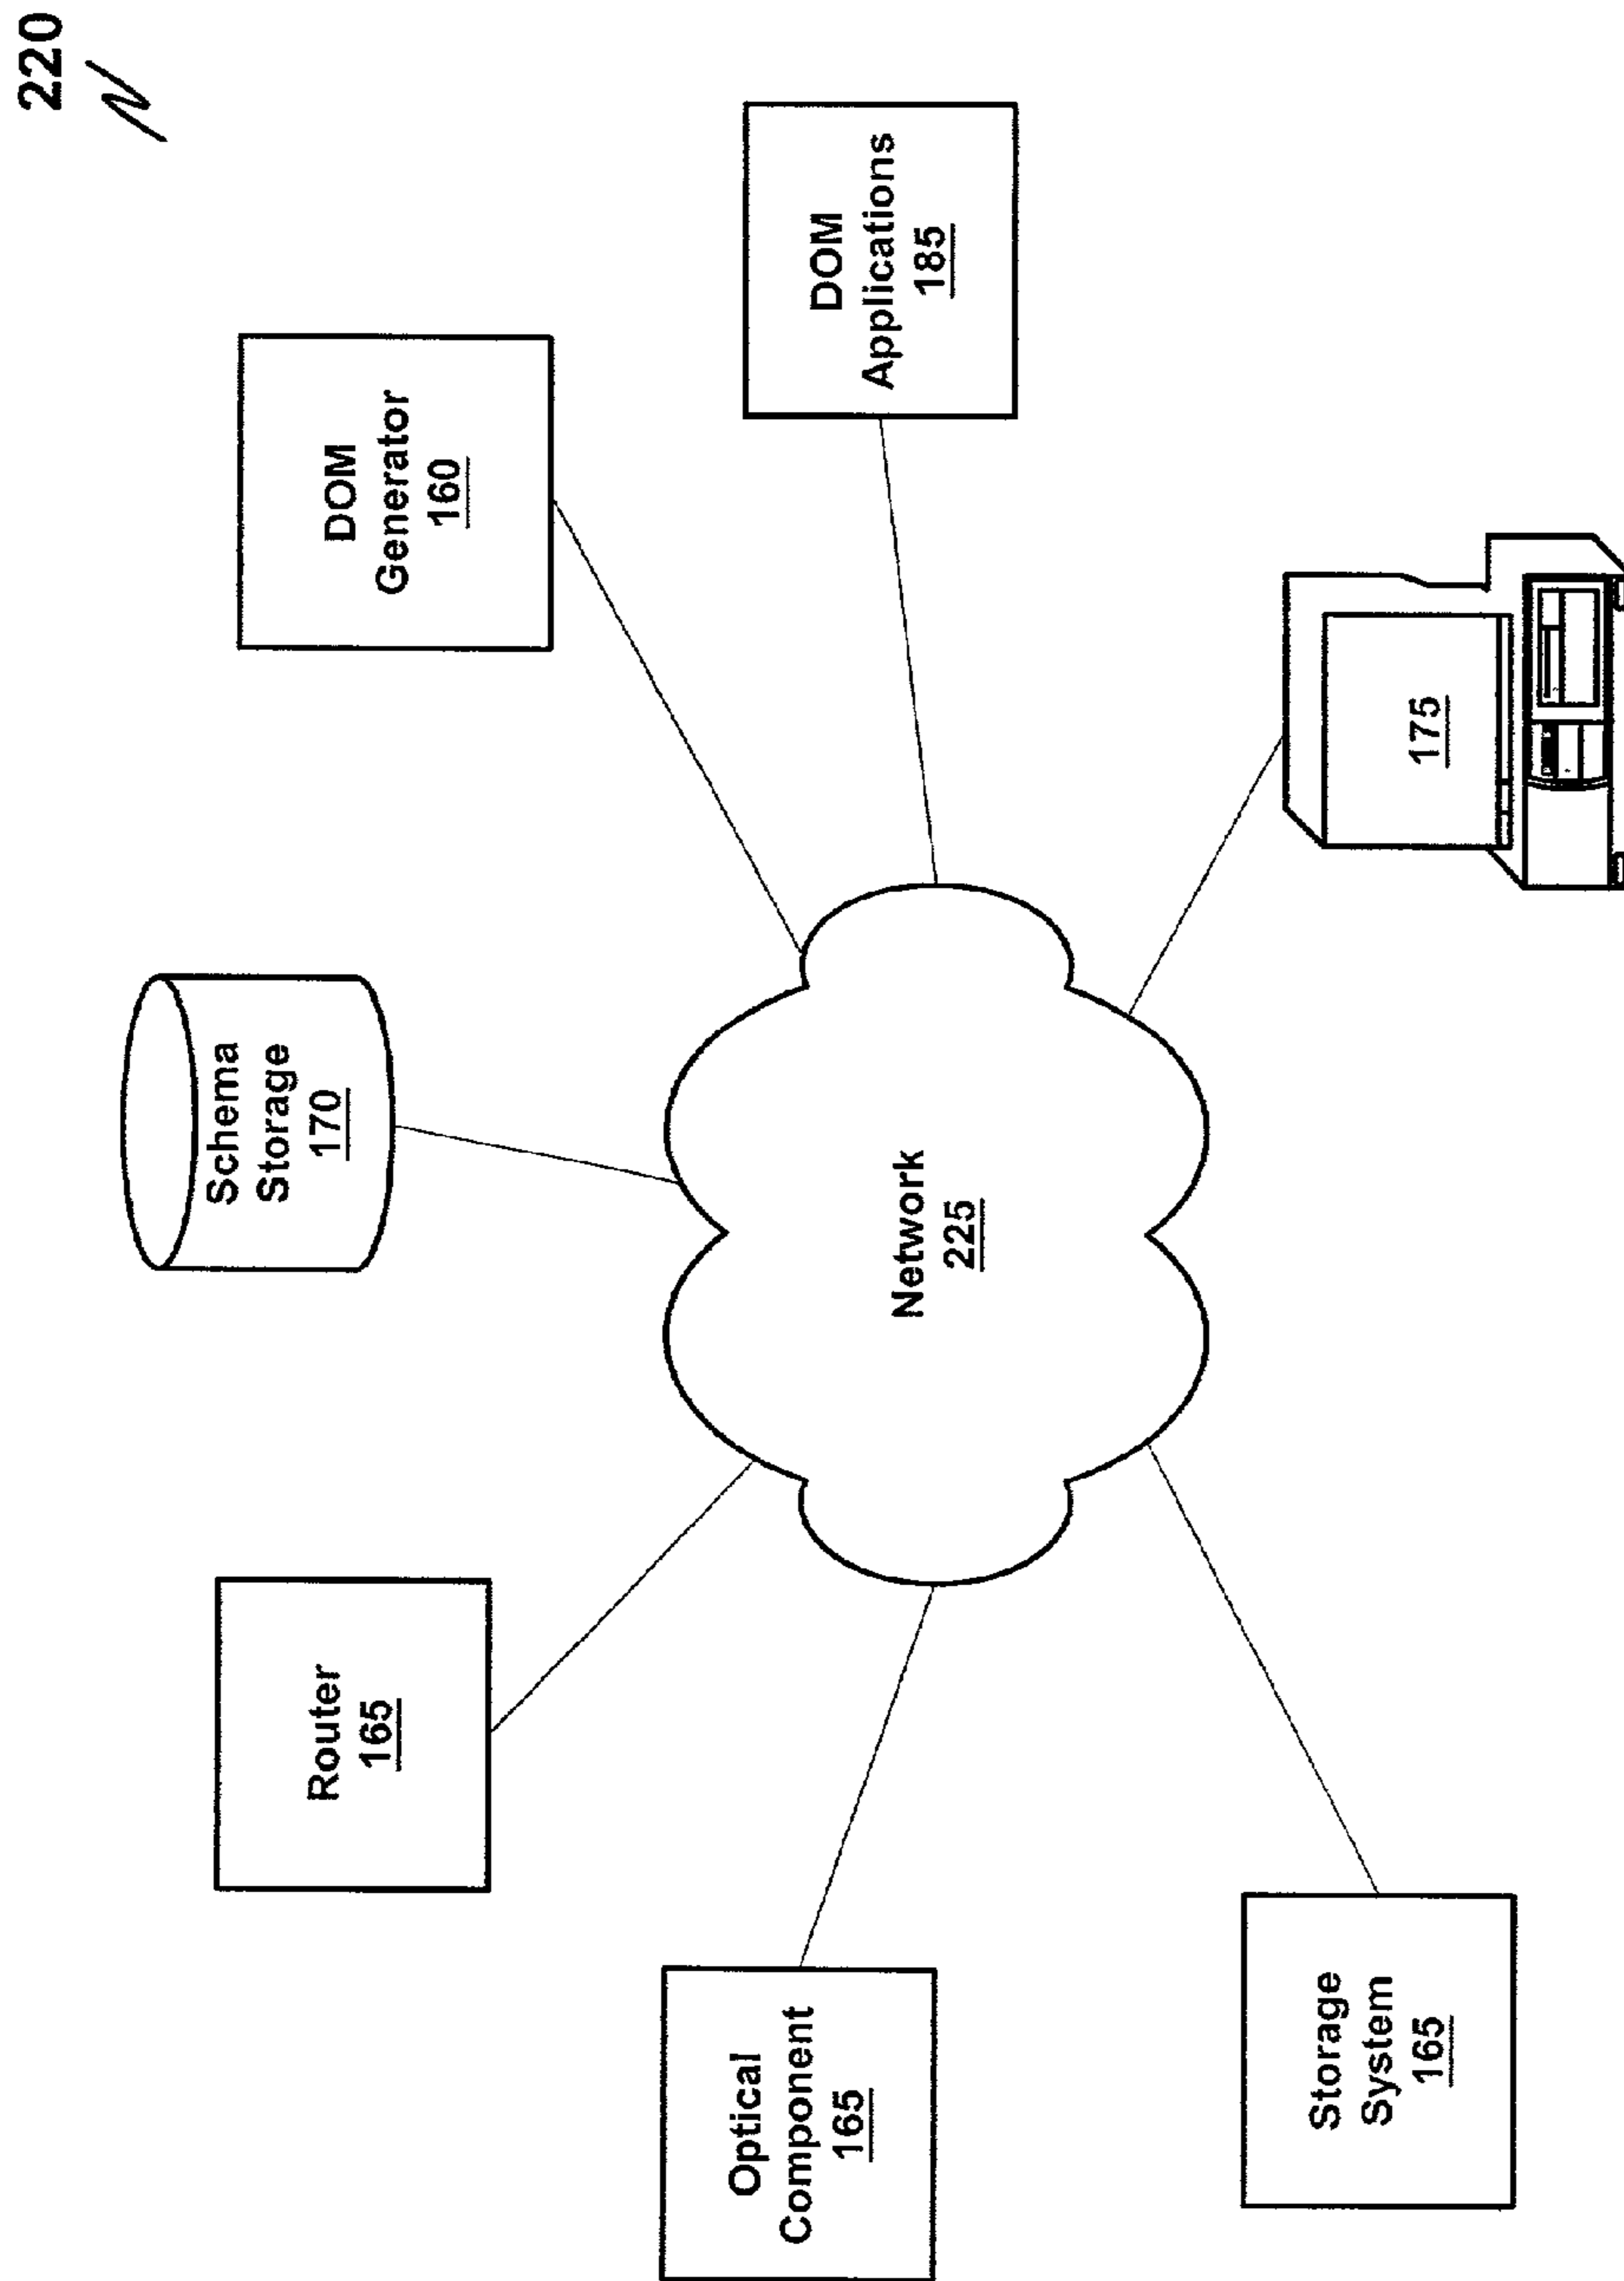 220
DOM
Generator
160
DOM
Applications
185
Schema
Storage
170
175
Network
225
Router
165
Optical
Component
165
Storage
System
165